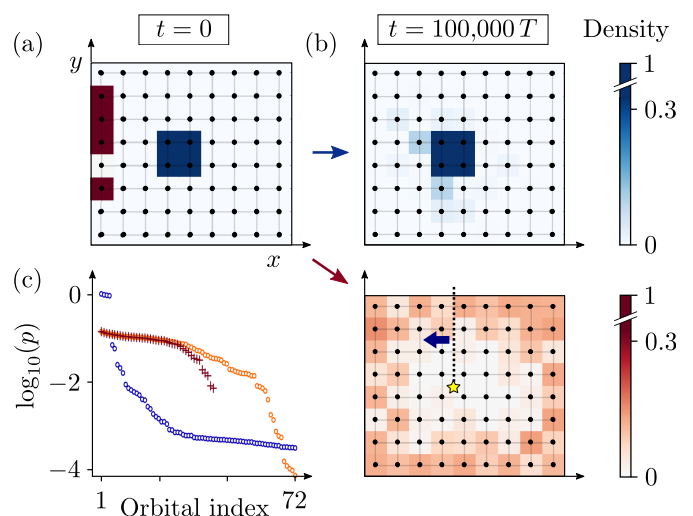 (a)
t = 0
(b)
t = 100,000 T
Density
y
x
1
0.3
0
(c)
0
−2
−4
log₁₀(p)
1
72
Orbital index
1
0.3
0